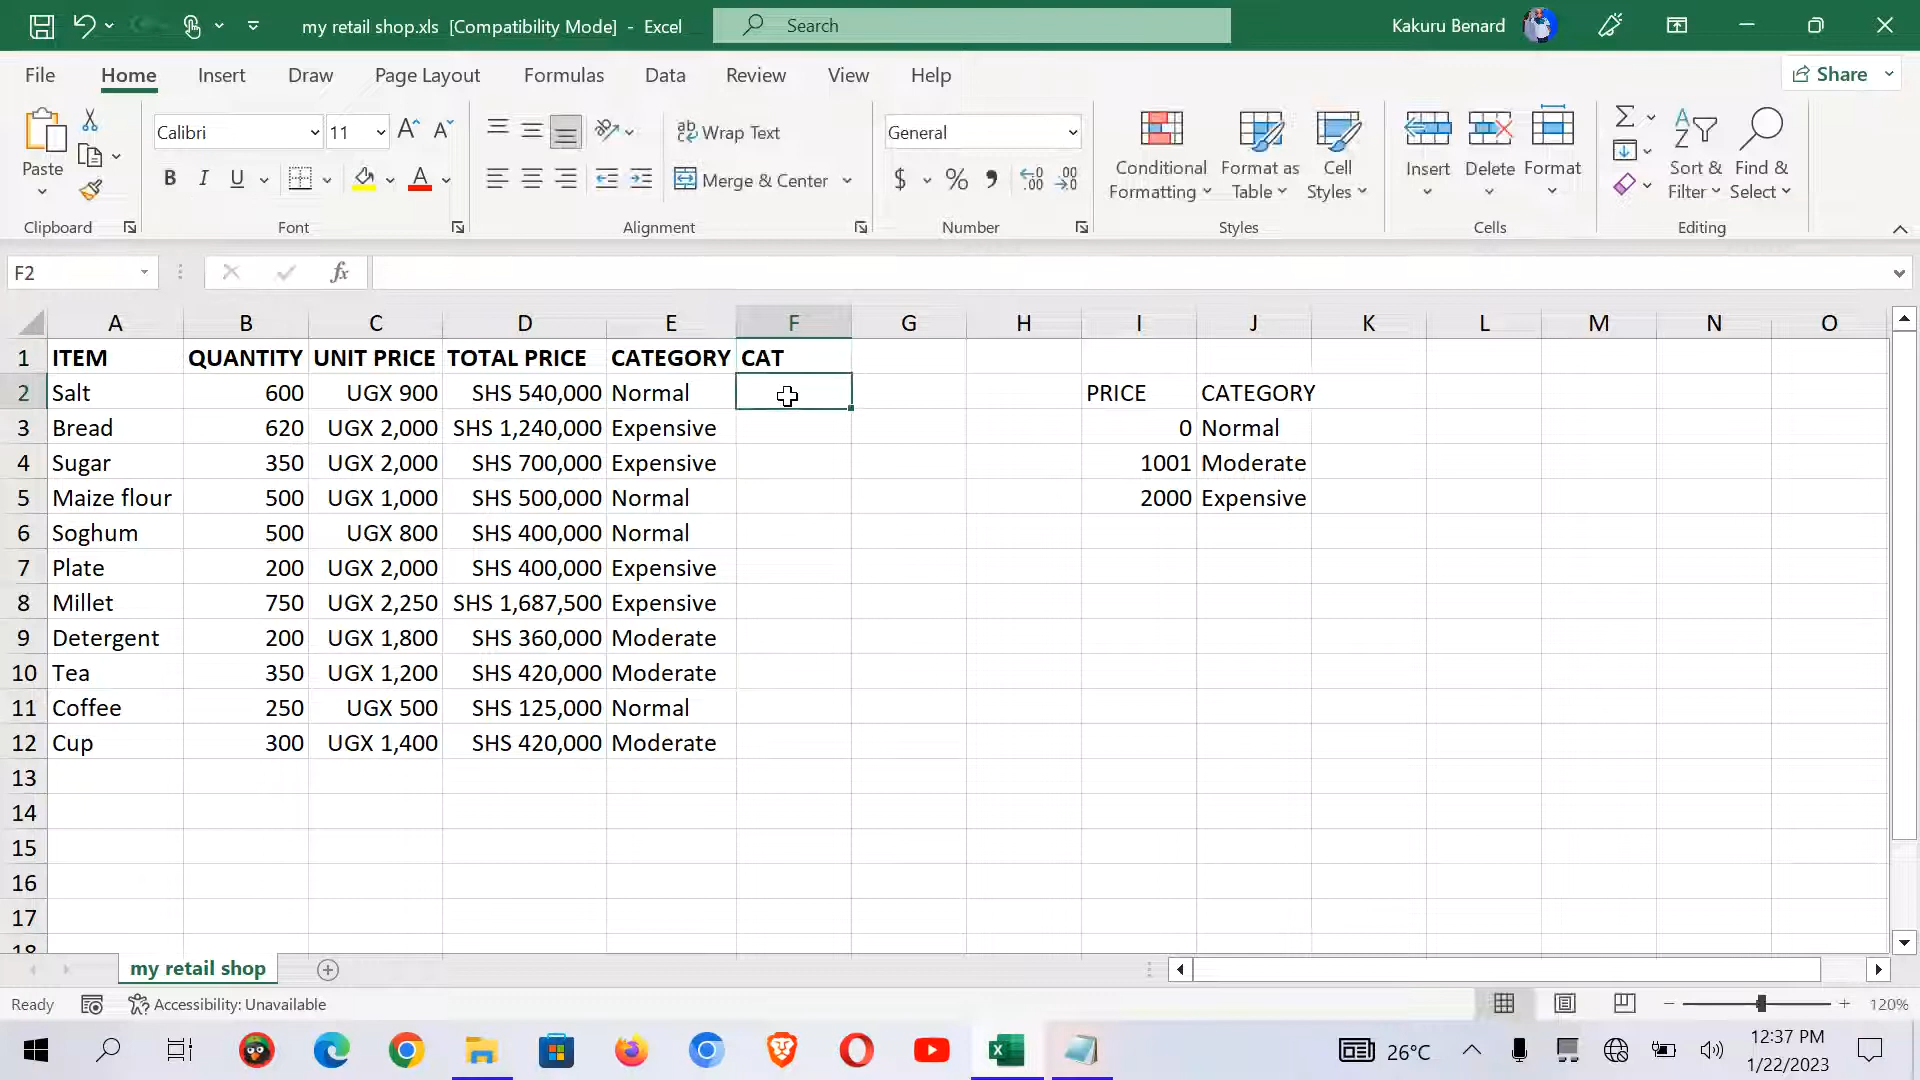 my retail shop.xls [Compatibility Mode] - Excel
Search
Kakuru Benard
File Home Insert Draw Page Layout Formulas Data Review View Help
Share
Paste
Clipboard
Calibri 11
B I U
Font
Wrap Text
Merge & Center
Alignment
General
Number
Conditional Formatting
Format as Table
Cell Styles
Styles
Insert Delete Format
Cells
Sort & Filter
Find & Select
Editing
F2
fx
A B C D E F G H I J K L M N O
1 ITEM QUANTITY UNIT PRICE TOTAL PRICE CATEGORY CAT
2 Salt 600 UGX 900 SHS 540,000 Normal PRICE CATEGORY
3 Bread 620 UGX 2,000 SHS 1,240,000 Expensive 0 Normal
4 Sugar 350 UGX 2,000 SHS 700,000 Expensive 1001 Moderate
5 Maize flour 500 UGX 1,000 SHS 500,000 Normal 2000 Expensive
6 Soghum 500 UGX 800 SHS 400,000 Normal
7 Plate 200 UGX 2,000 SHS 400,000 Expensive
8 Millet 750 UGX 2,250 SHS 1,687,500 Expensive
9 Detergent 200 UGX 1,800 SHS 360,000 Moderate
10 Tea 350 UGX 1,200 SHS 420,000 Moderate
11 Coffee 250 UGX 500 SHS 125,000 Normal
12 Cup 300 UGX 1,400 SHS 420,000 Moderate
13
14
15
16
17
18
my retail shop
Ready
Accessibility: Unavailable
120%
26°C
12:37 PM
1/22/2023